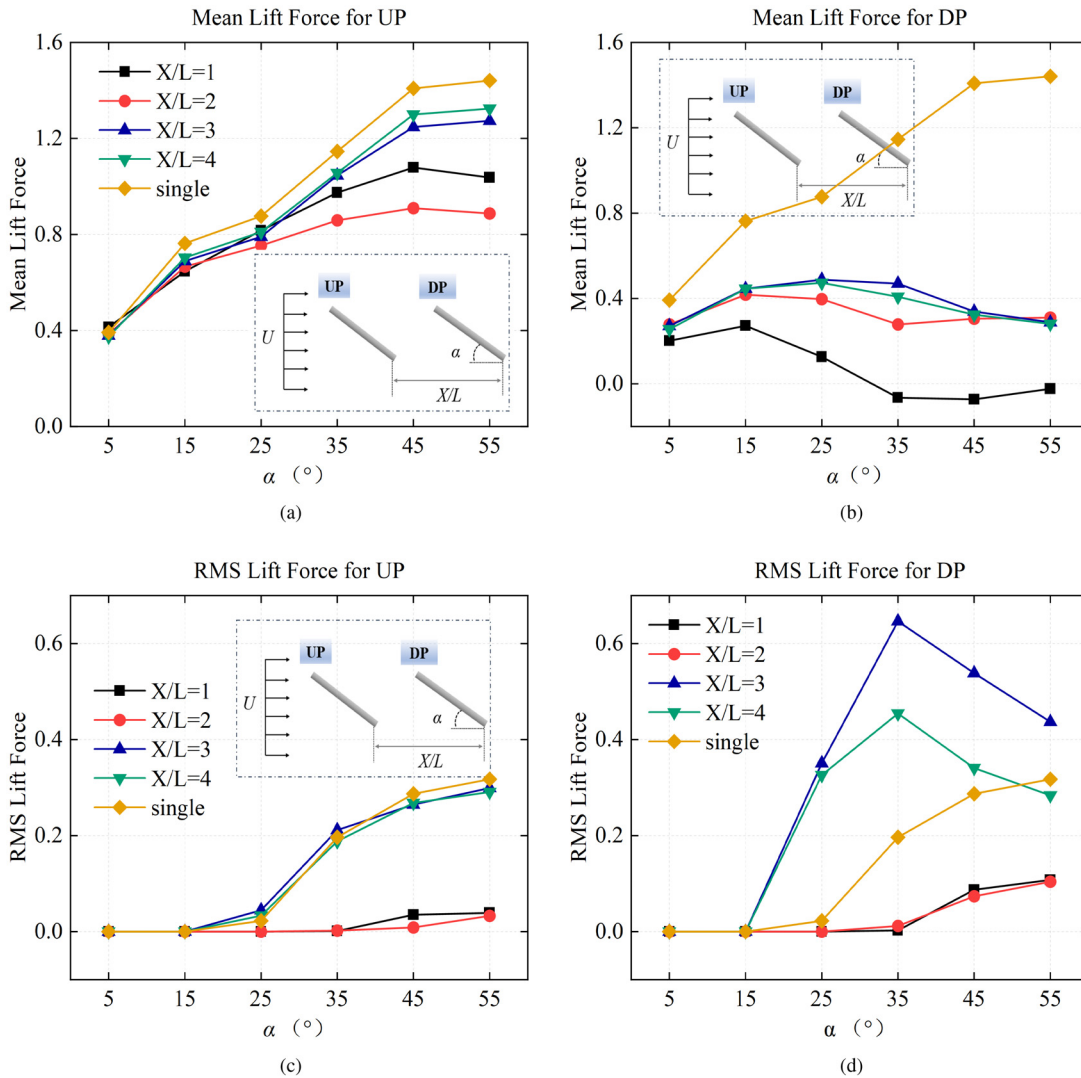 Mean Lift Force for UP
Mean Lift Force
1.6
1.2
0.8
0.4
0.0
X/L=1
X/L=2
X/L=3
X/L=4
single
UP
DP
U
α
X/L
5 15 25 35 45 55
α (°)
(a)
Mean Lift Force for DP
Mean Lift Force
1.6
1.2
0.8
0.4
0.0
UP
DP
U
α
X/L
5 15 25 35 45 55
α (°)
(b)
RMS Lift Force for UP
RMS Lift Force
0.6
0.4
0.2
0.0
X/L=1
X/L=2
X/L=3
X/L=4
single
UP
DP
U
α
X/L
5 15 25 35 45 55
α (°)
(c)
RMS Lift Force for DP
RMS Lift Force
0.6
0.4
0.2
0.0
X/L=1
X/L=2
X/L=3
X/L=4
single
5 15 25 35 45 55
α (°)
(d)